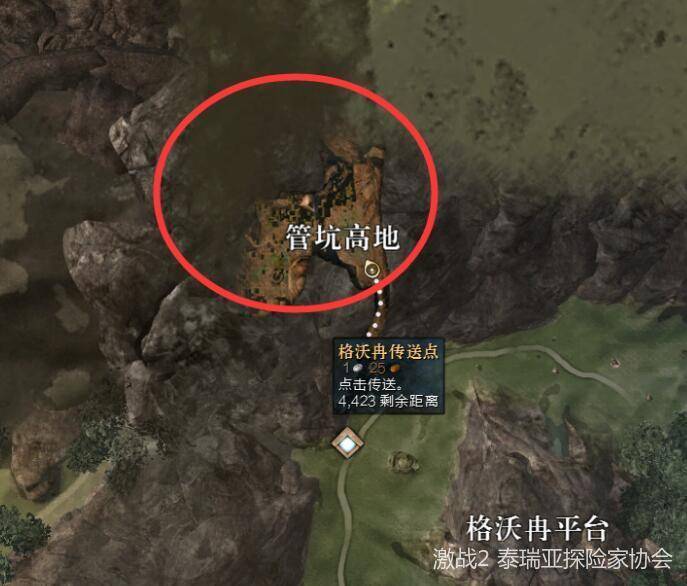 管坑高地
格沃冉传送点
1 25
点击传送。
4,423 剩余距离
格沃冉平台
激战2 泰瑞亚探险家协会